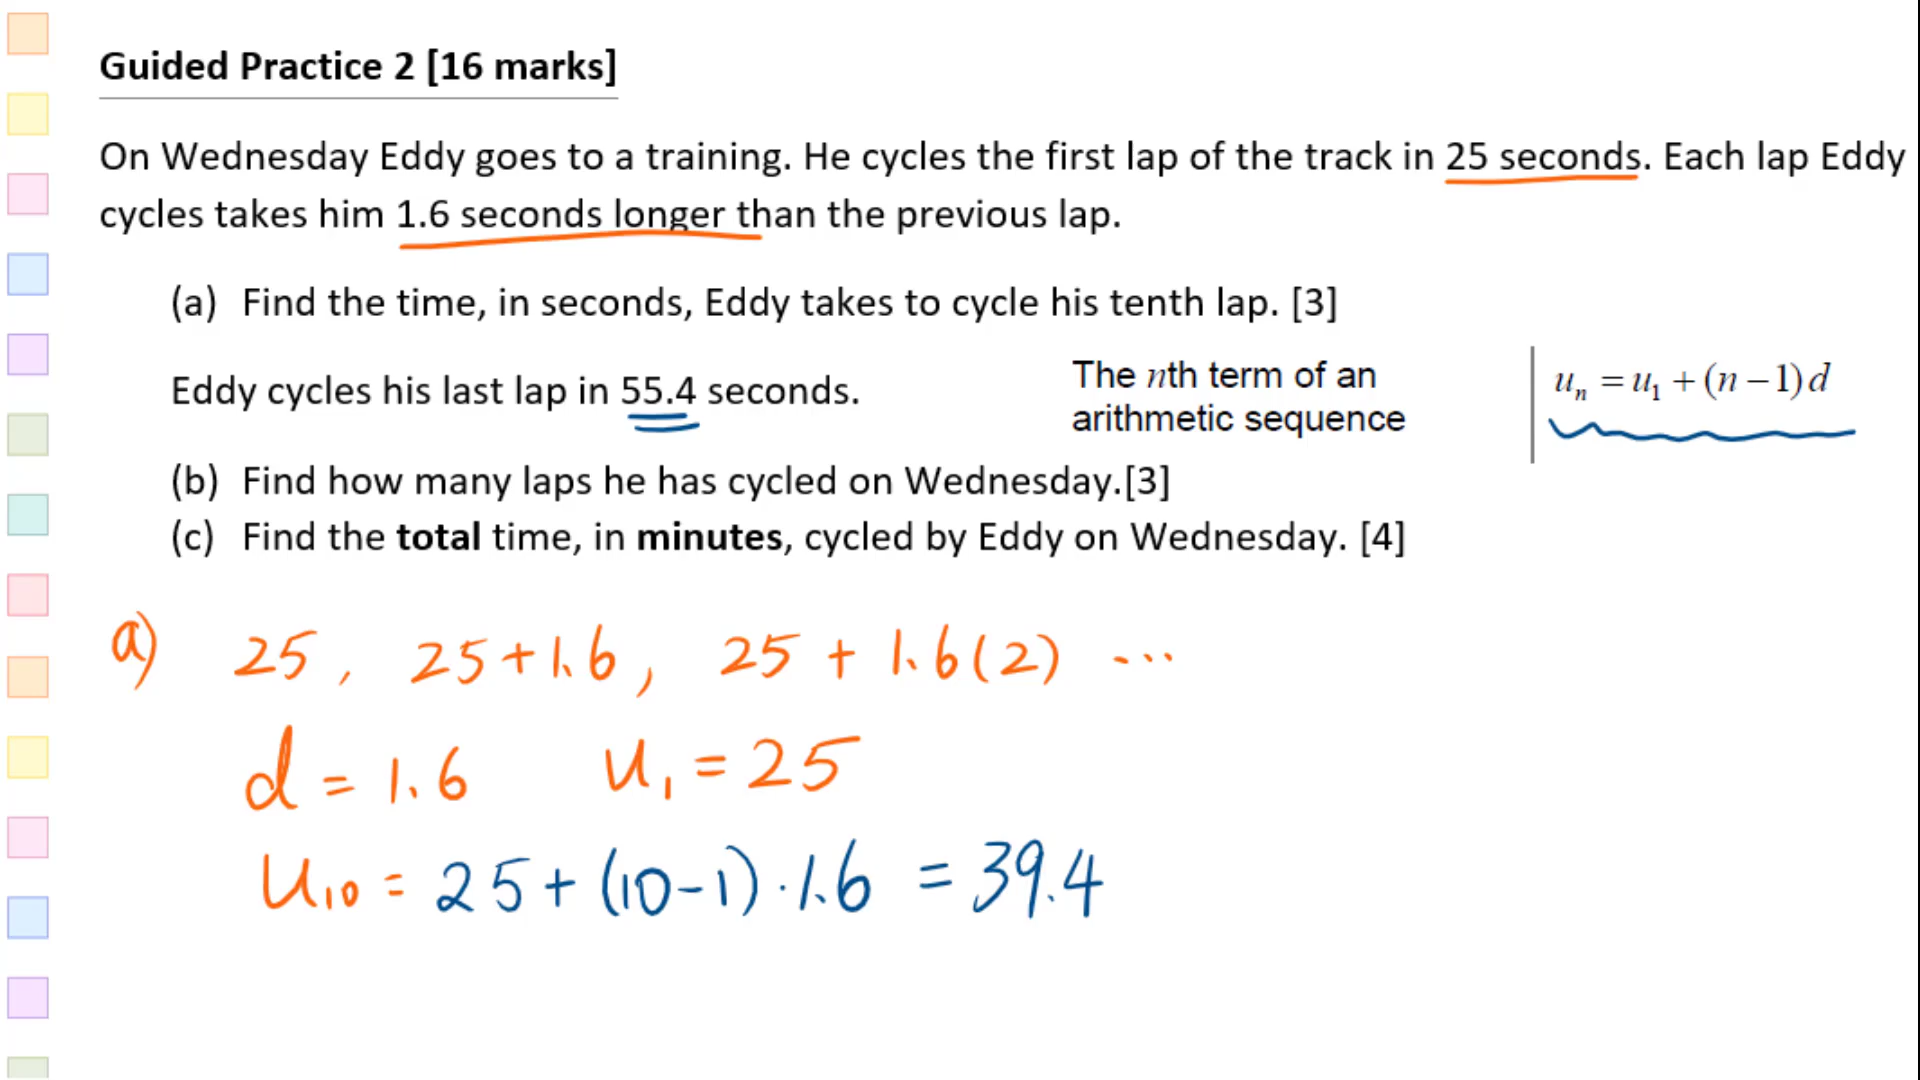 Guided Practice 2 [16 marks]
On Wednesday Eddy goes to a training. He cycles the first lap of the track in 25 seconds. Each lap Eddy
cycles takes him 1.6 seconds longer than the previous lap.
(a) Find the time, in seconds, Eddy takes to cycle his tenth lap. [3]
Eddy cycles his last lap in 55.4 seconds.
The nth term of an
arithmetic sequence
uₙ = u₁ + (n − 1)d
(b) Find how many laps he has cycled on Wednesday.[3]
(c) Find the total time, in minutes, cycled by Eddy on Wednesday. [4]
a) 25, 25+1.6, 25 + 1.6(2) ...
d = 1.6 u₁ = 25
u₁₀ = 25 + (10-1)·1.6 = 39.4